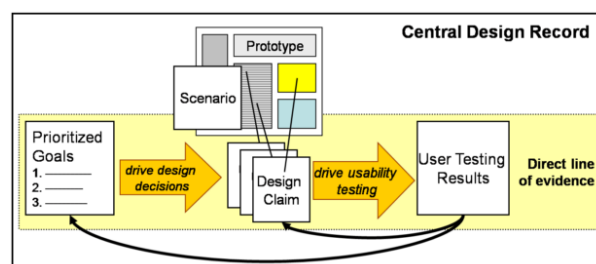 Central Design Record
Prototype
Scenario
Prioritized
Goals
1.
2.
3.
drive design
decisions
Design
Claim
drive usability
testing
User Testing
Results
Direct line
of evidence